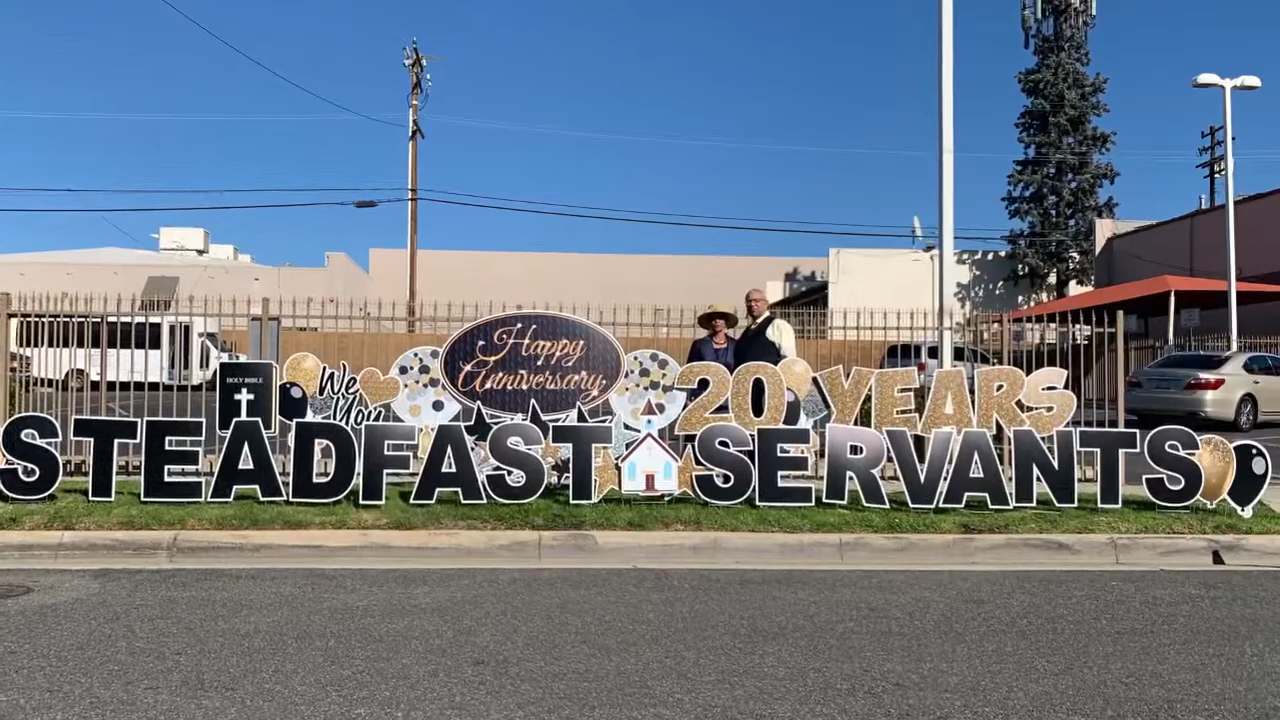 Happy
Anniversary
HOLY BIBLE
We
You
20 YEARS
STEADFAST SERVANTS